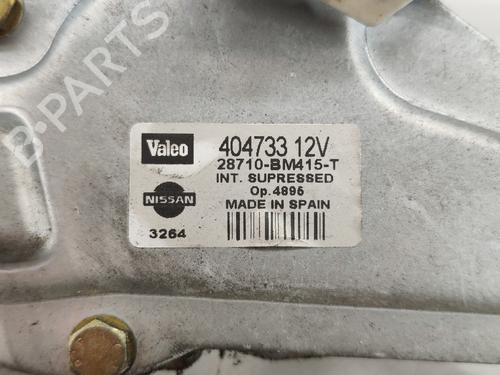 B-PARTS
Valeo
404733 12V
28710-BM415-T
INT. SUPRESSED
Op.4896
NISSAN
MADE IN SPAIN
3264